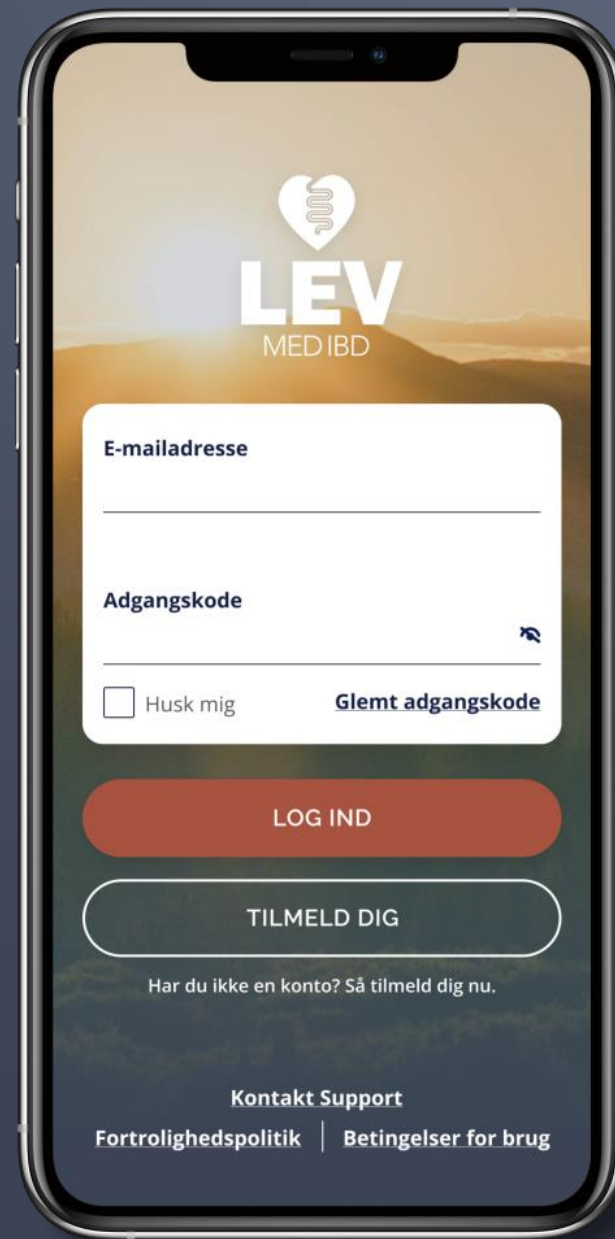 LEV
MED IBD
E-mailadresse
Adgangskode
Husk mig Glemt adgangskode
LOG IND
TILMELD DIG
Har du ikke en konto? Så tilmeld dig nu.
Kontakt Support
Fortrolighedspolitik | Betingelser for brug